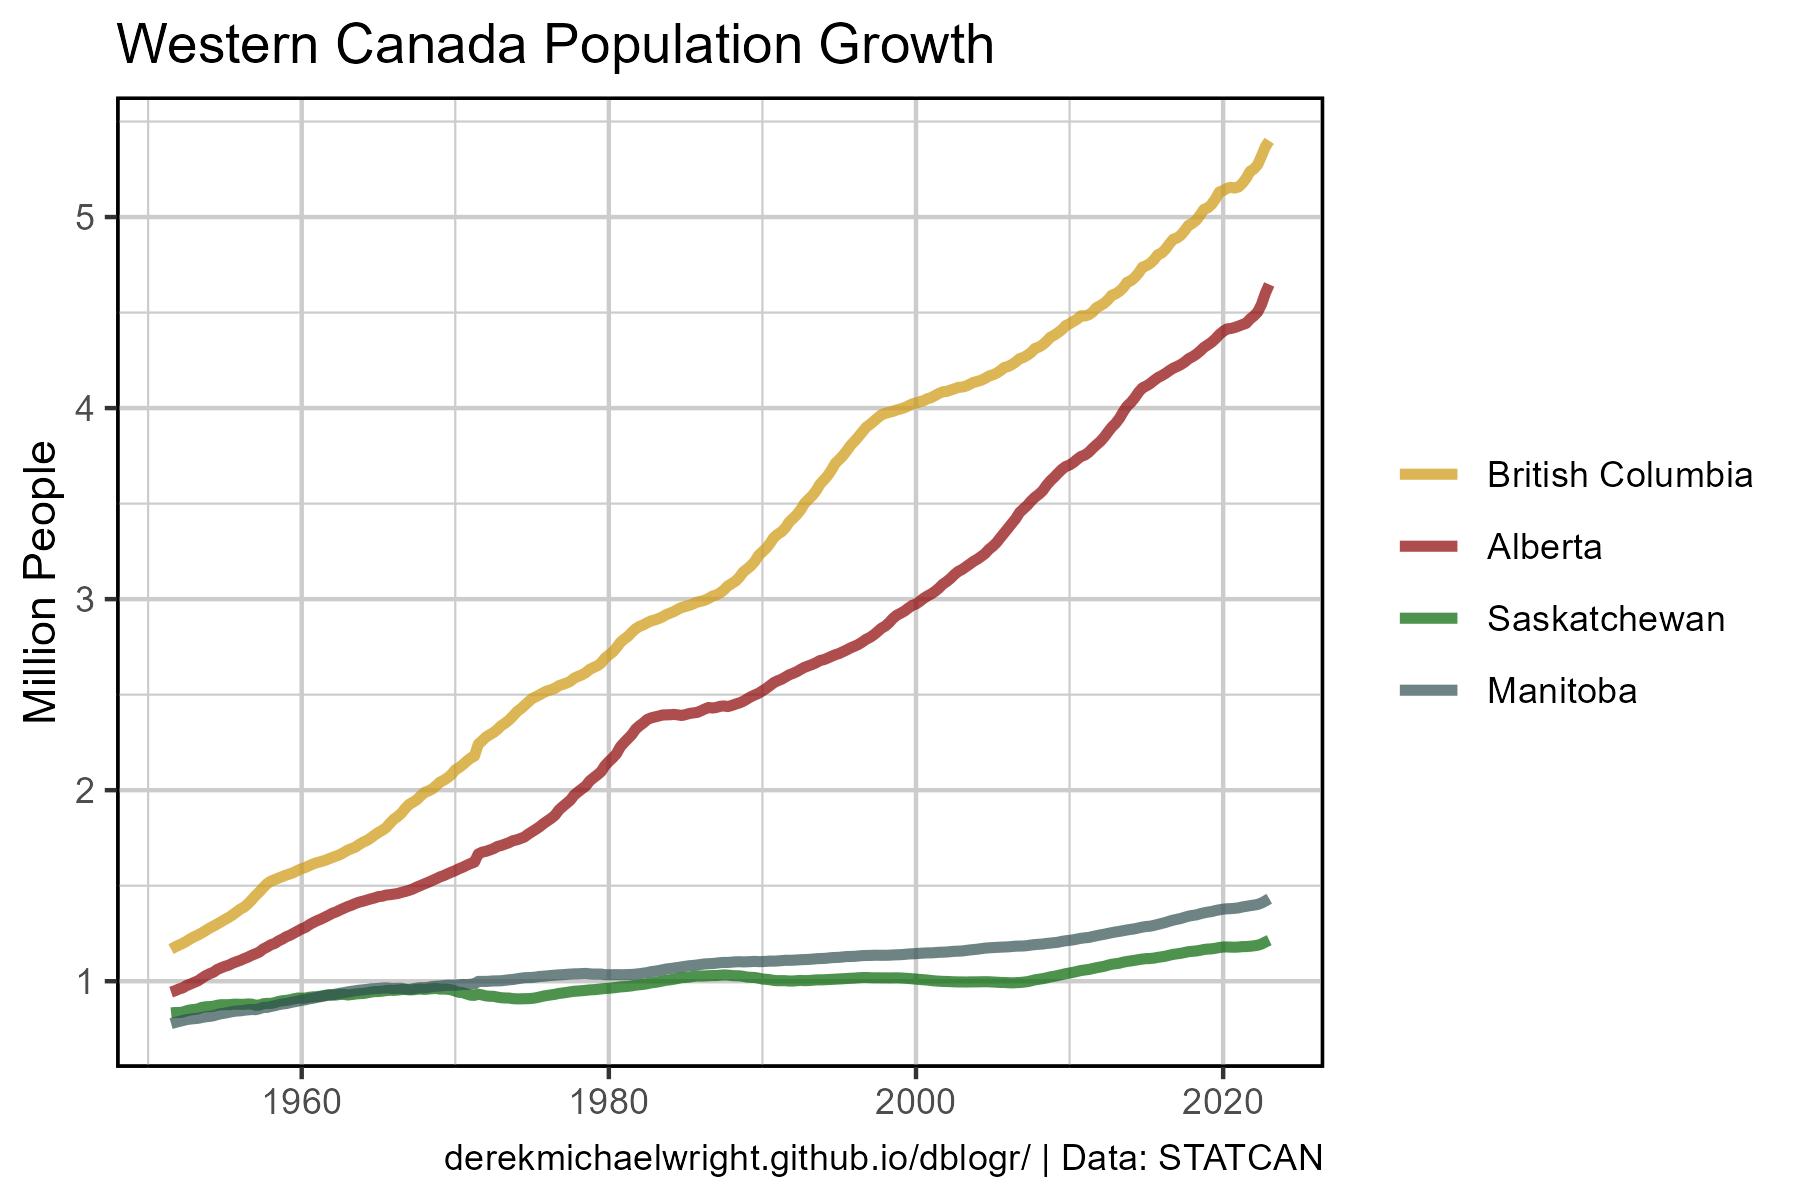 Western Canada Population Growth
Million People
5
4
3
2
1
1960 1980 2000 2020
British Columbia
Alberta
Saskatchewan
Manitoba
derekmichaelwright.github.io/dblogr/ | Data: STATCAN